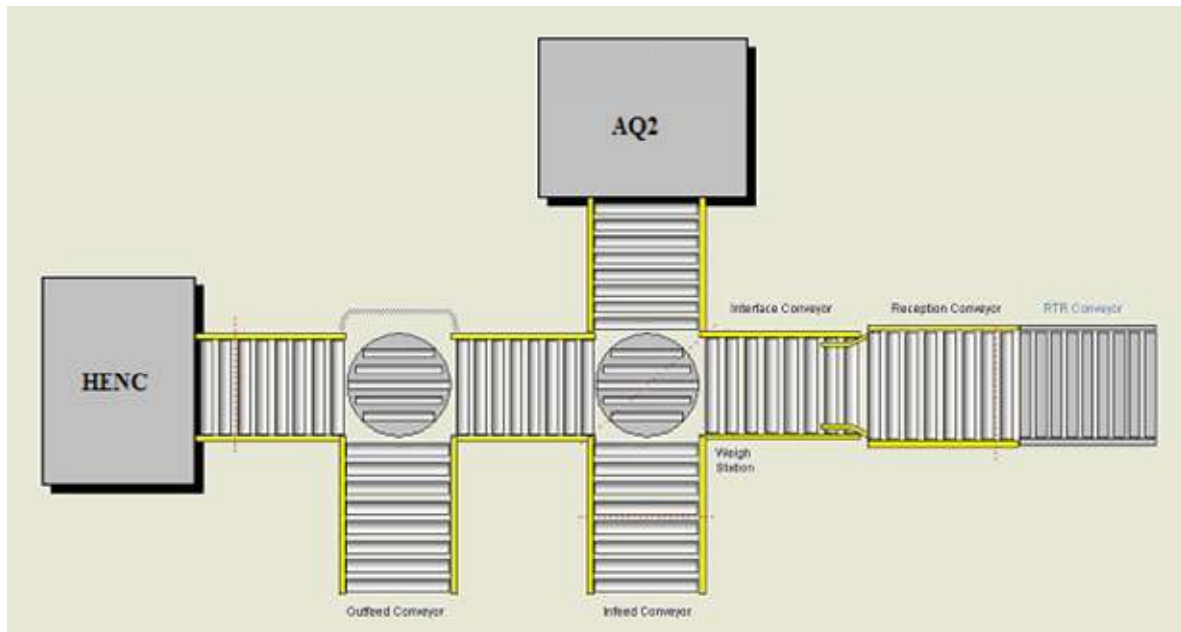 AQ2
Interface Conveyor
Reception Conveyor
RTR Conveyor
HENC
Weigh
Station
Outfeed Conveyor
Infeed Conveyor